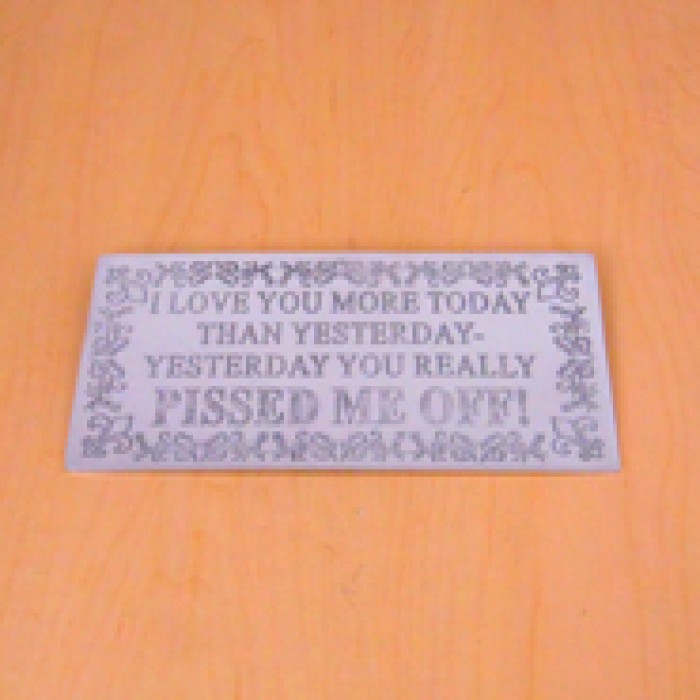 I LOVE YOU MORE TODAY
THAN YESTERDAY-
YESTERDAY YOU REALLY
PISSED ME OFF!